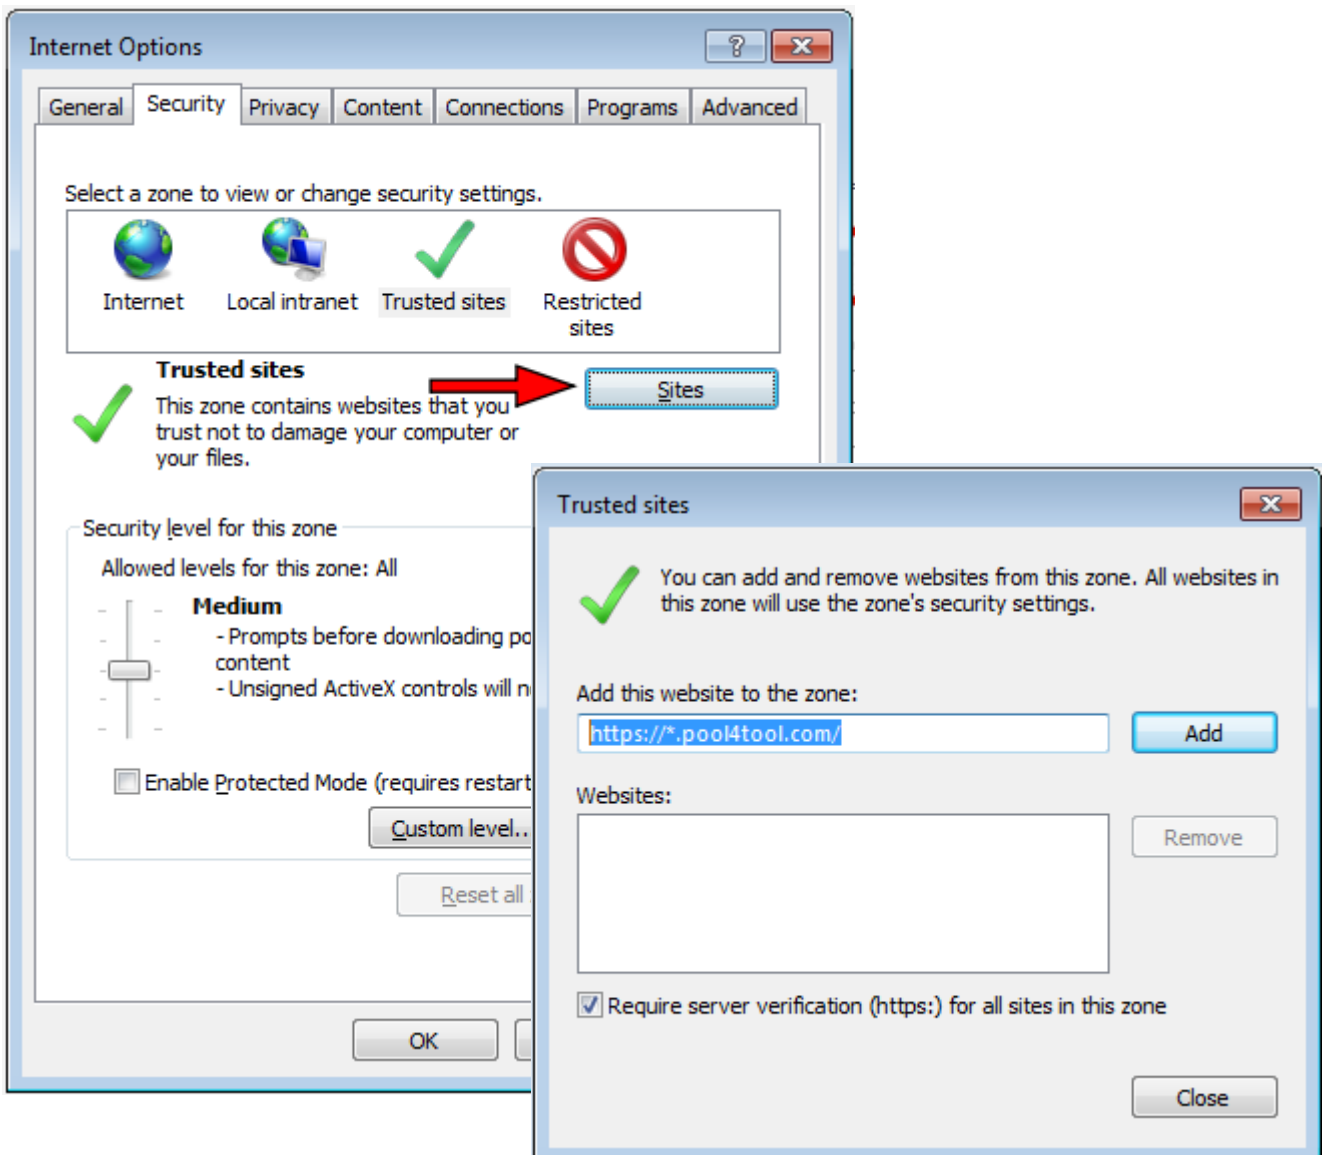 Internet Options
General Security Privacy Content Connections Programs Advanced
Select a zone to view or change security settings.
Internet Local intranet Trusted sites Restricted
sites
Trusted sites
Sites
This zone contains websites that you
trust not to damage your computer or
your files.
Security level for this zone
Allowed levels for this zone: All
Medium
- Prompts before downloading
content
- Unsigned ActiveX controls will
Enable Protected Mode (requires restart
Custom level..
Reset all
OK
Trusted sites
You can add and remove websites from this zone. All websites in
this zone will use the zone's security settings.
Add this website to the zone:
https://*.pool4tool.com/
Add
Websites:
Remove
Require server verification (https:) for all sites in this zone
Close